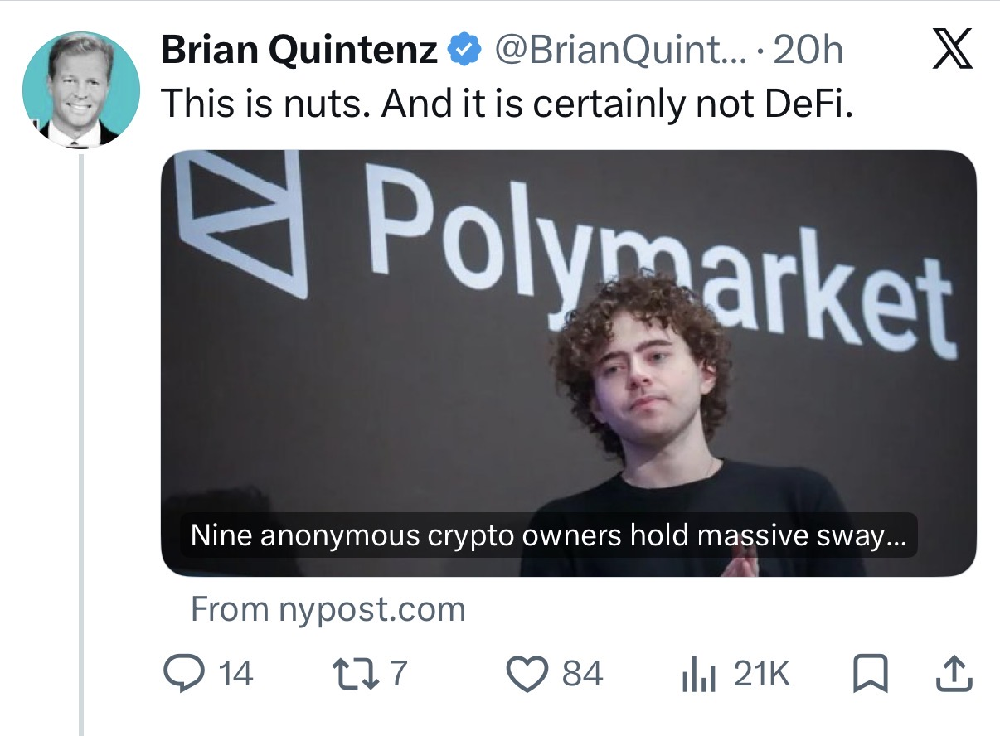 Brian Quintenz @BrianQuint... · 20h
This is nuts. And it is certainly not DeFi.
Polymarket
Nine anonymous crypto owners hold massive sway...
From nypost.com
14 7 84 21K